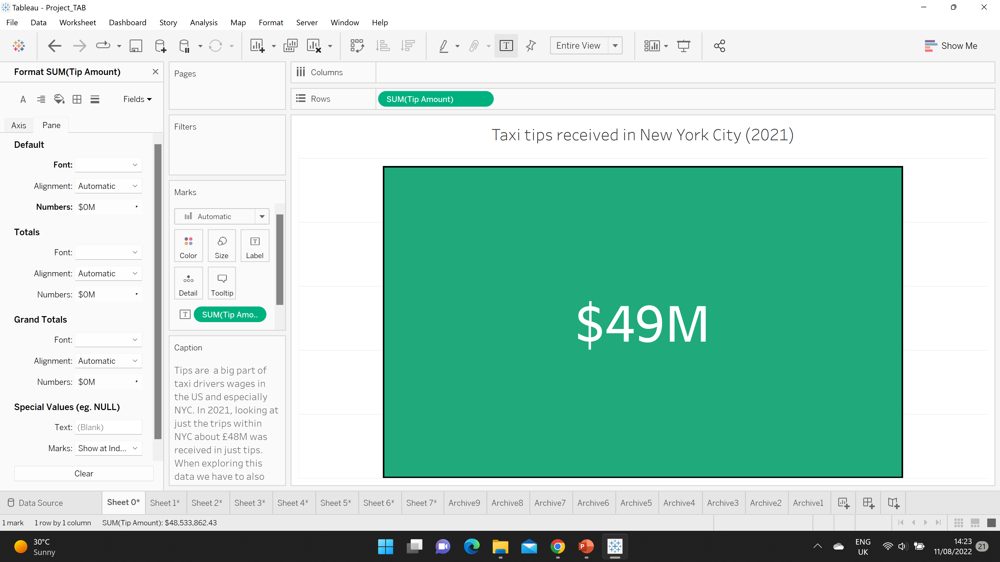 Tableau - Project_TAB
File Data Worksheet Dashboard Story Analysis Map Format Server Window Help
Entire View
Show Me
Format SUM(Tip Amount)
Fields
Axis Pane
Default
Font:
Alignment: Automatic
Numbers: $0M
Totals
Font:
Alignment: Automatic
Numbers: $0M
Grand Totals
Font:
Alignment: Automatic
Numbers: $0M
Special Values (eg. NULL)
Text: (Blank)
Marks: Show at Ind...
Clear
Pages
Filters
Marks
Automatic
Color Size Label
Detail Tooltip
SUM(Tip Amo..
Caption
Tips are  a big part of
taxi drivers wages in
the US and especially
NYC. In 2021, looking at
just the trips within
NYC about £48M was
received in just tips.
When exploring this
data we have to also
Columns
Rows SUM(Tip Amount)
Taxi tips received in New York City (2021)
$49M
Data Source Sheet 0* Sheet 1* Sheet 2* Sheet 3* Sheet 4* Sheet 5* Sheet 6* Sheet 7* Archive9 Archive8 Archive7 Archive6 Archive5 Archive4 Archive3 Archive2 Archive1
1 mark 1 row by 1 column SUM(Tip Amount): $48,533,862.43
30°C
Sunny
ENG
UK
14:23
11/08/2022
21